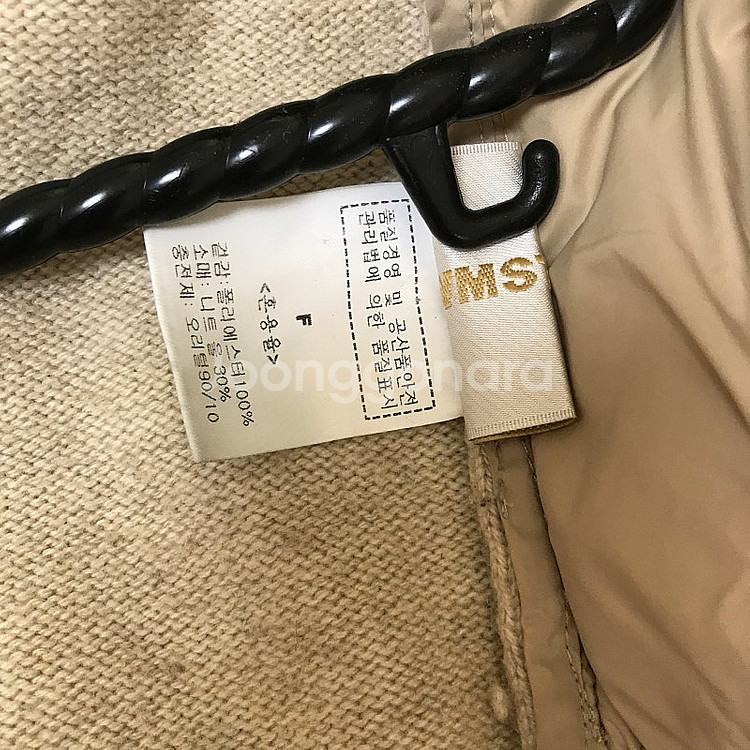 품질경영 및 공산품안전
관리법에 의한 품질표시
F
<혼용율>
겉감: 폴리에스터100%
소매: 니트 울 30%
충전재: 오리털90/10
WMS
joonggonara